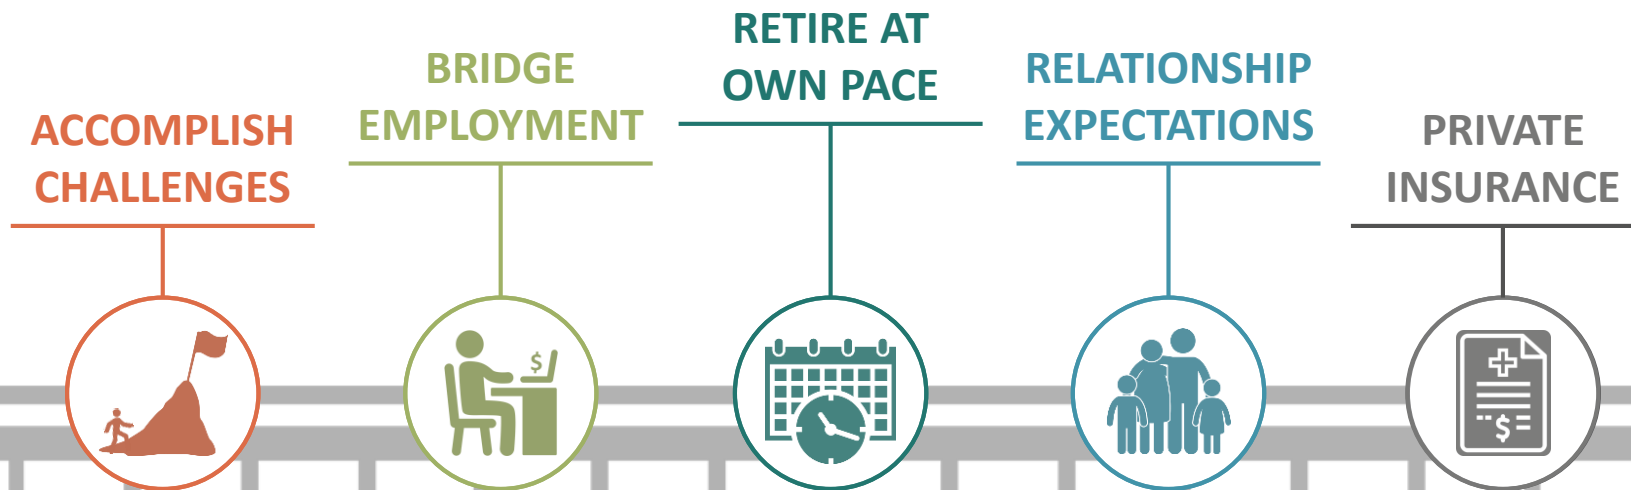 ACCOMPLISH
CHALLENGES
BRIDGE
EMPLOYMENT
$
RETIRE AT
OWN PACE
RELATIONSHIP
EXPECTATIONS
PRIVATE
INSURANCE
$